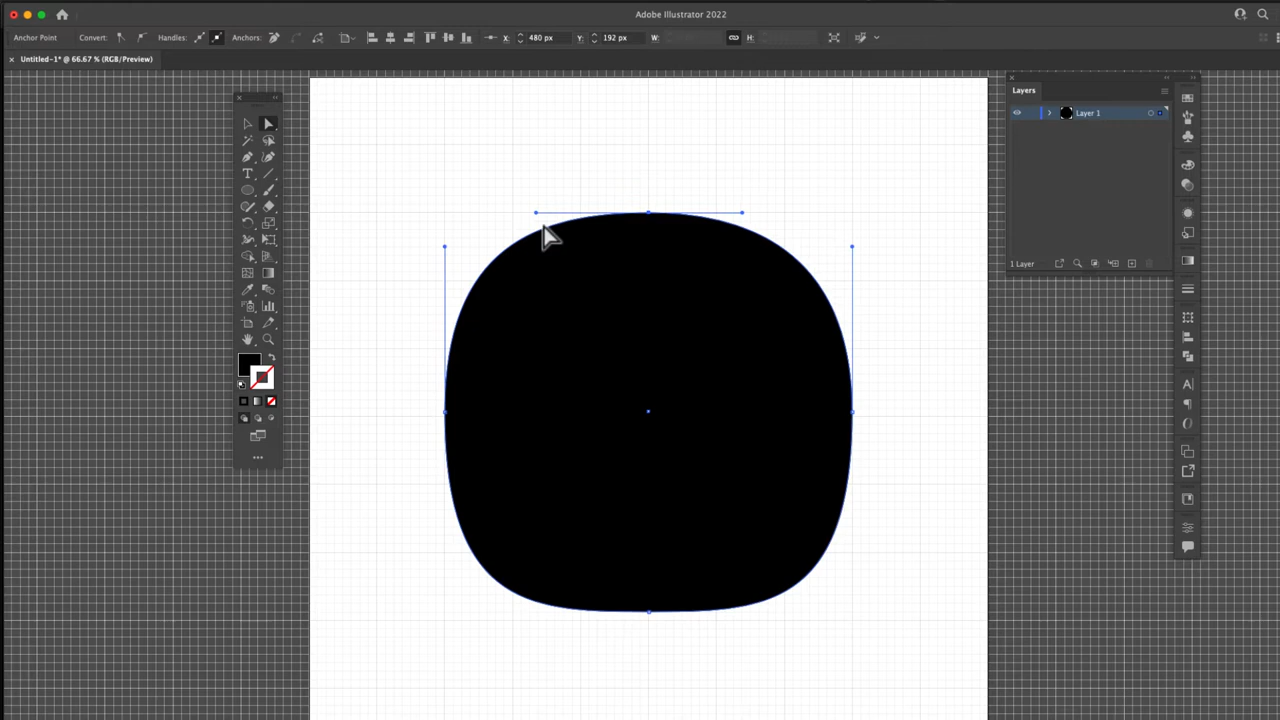 Adobe Illustrator 2022
Anchor Point Convert: Handles: Anchors: X: 480 px Y: 192 px W: H:
× Untitled-1* @ 66.67 % (RGB/Preview)
Layers
Layer 1
1 Layer